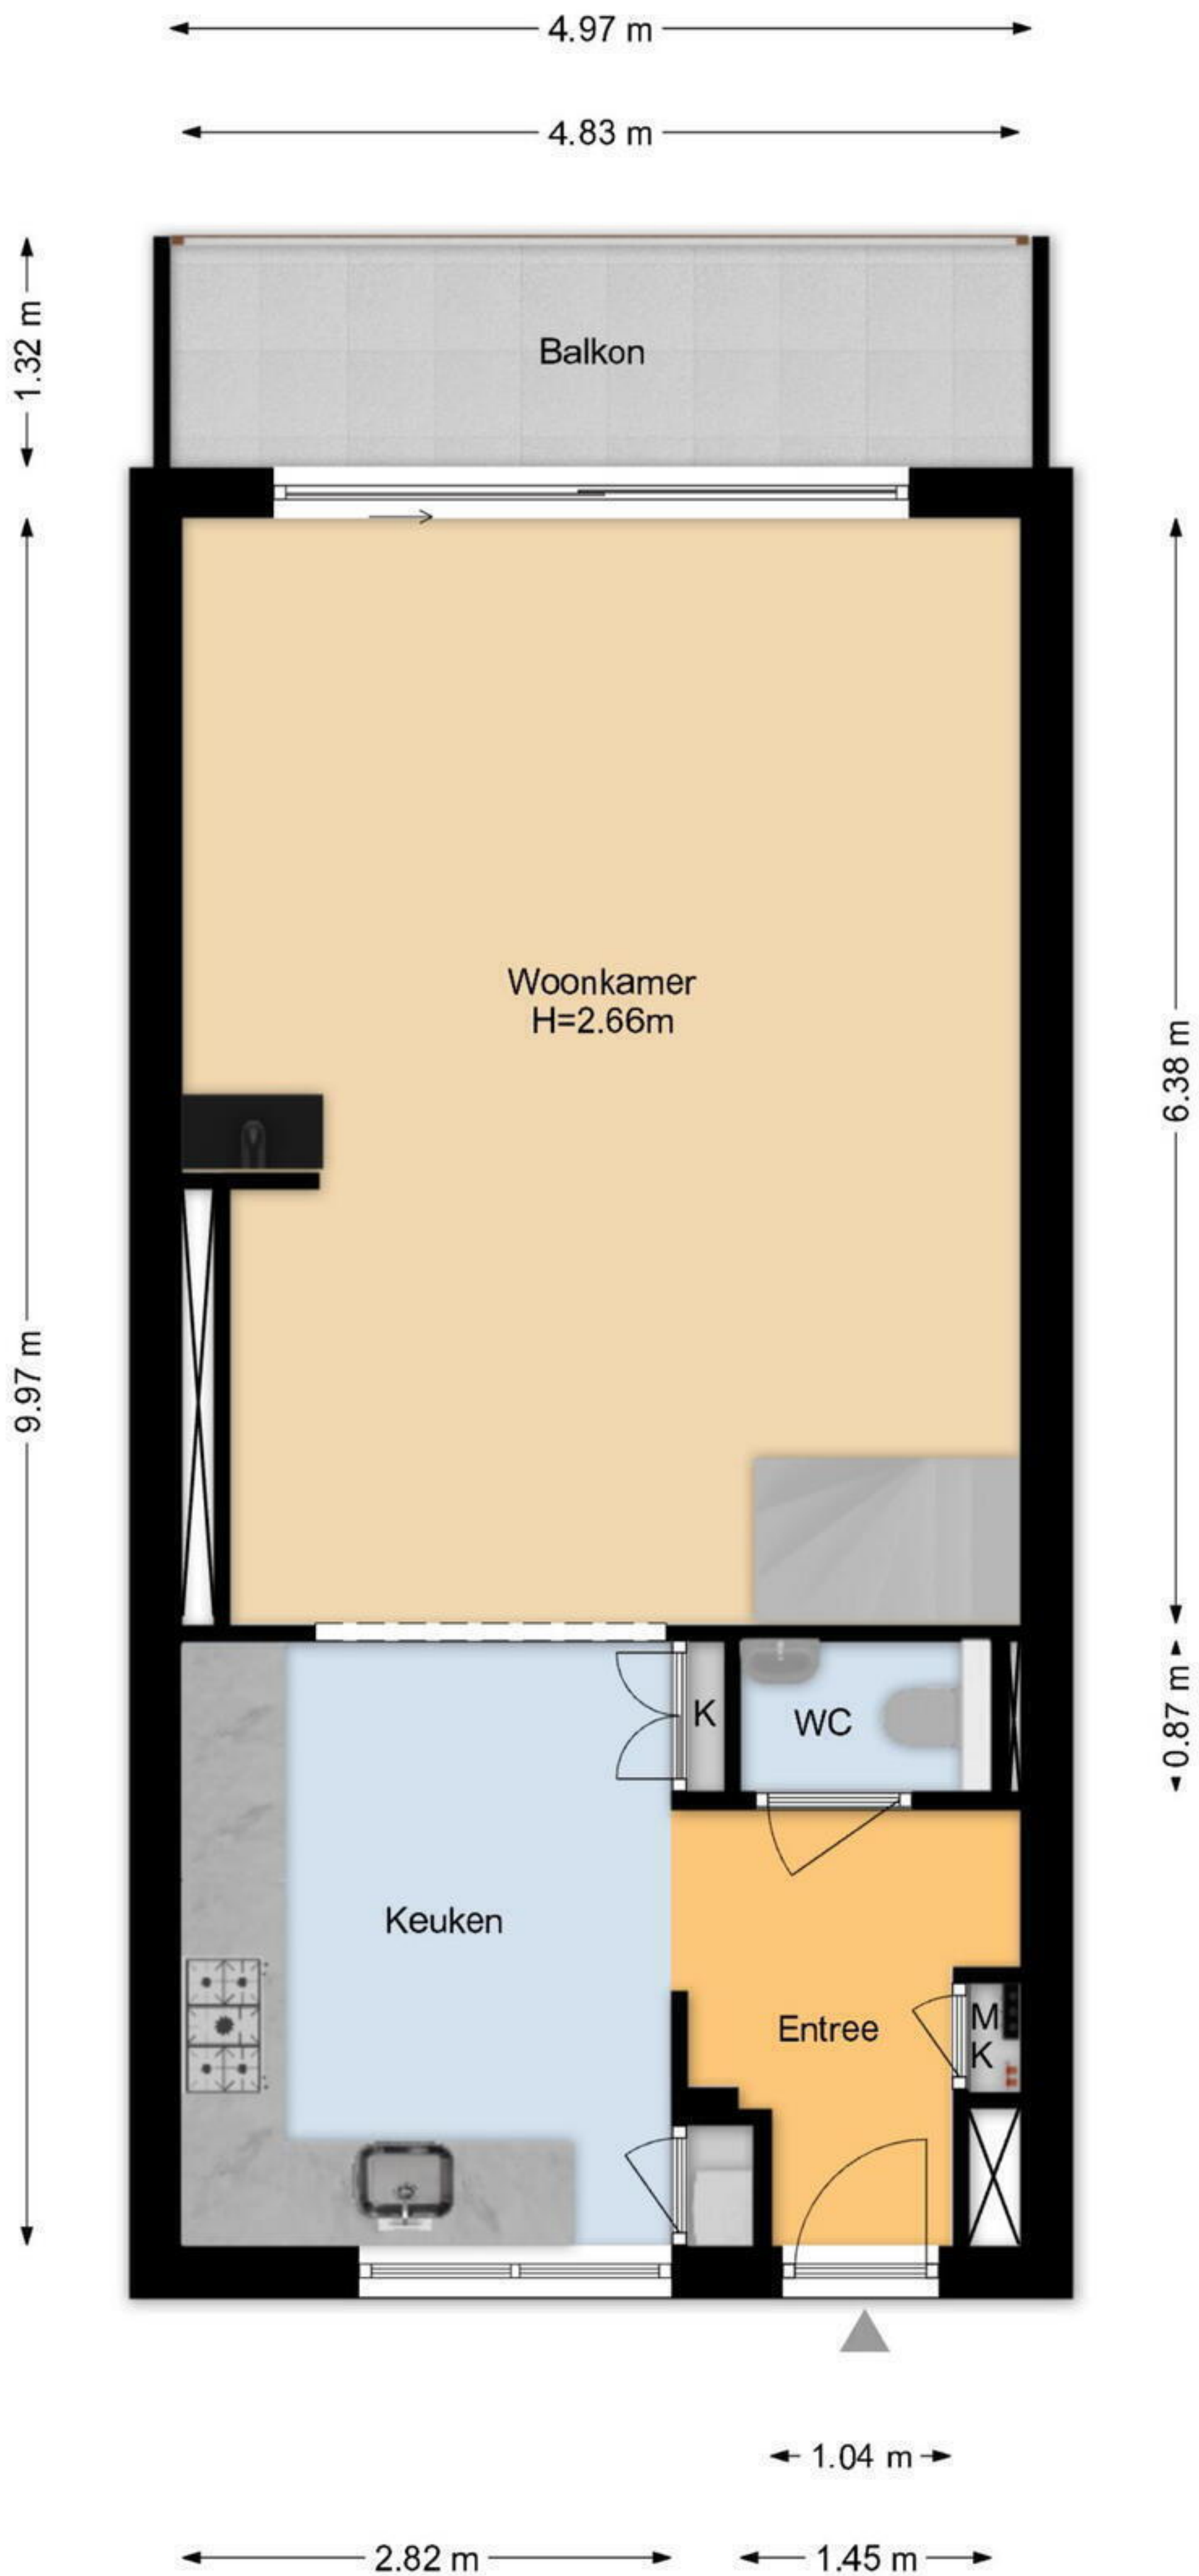 4.97 m
4.83 m
1.32 m
Balkon
Woonkamer
H=2.66m
6.38 m
9.97 m
K
WC
0.87 m
Keuken
Entree
M
K
1.04 m
2.82 m
1.45 m